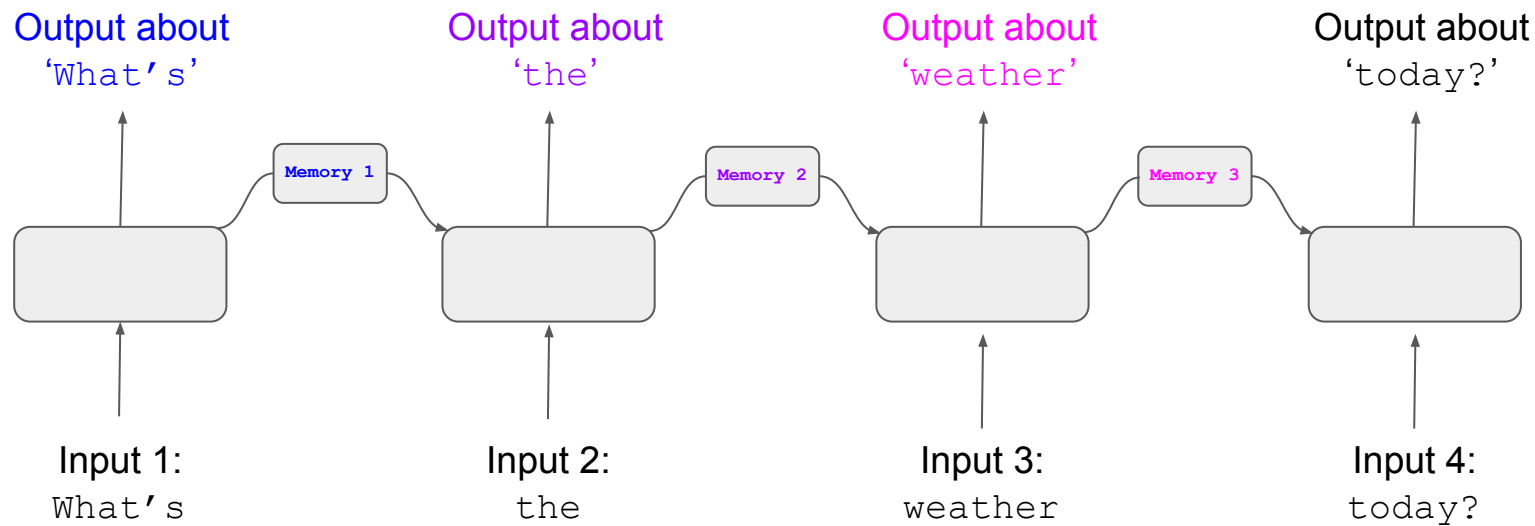 Output about
‘What’s’
Output about
‘the’
Output about
‘weather’
Output about
‘today?’
Memory 1
Memory 2
Memory 3
Input 1:
What’s
Input 2:
the
Input 3:
weather
Input 4:
today?